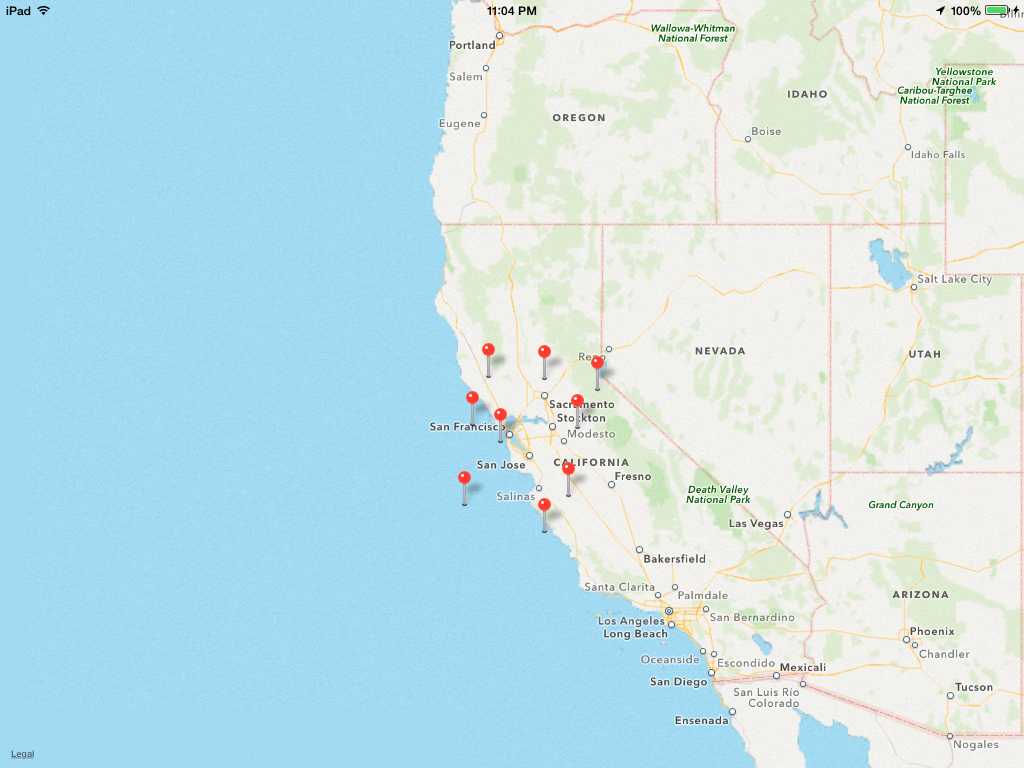 iPad
11:04 PM
100%
Portland
Wallowa-Whitman
National Forest
Salem
Yellowstone
National Park
Caribou-Targhee
National Forest
IDAHO
OREGON
Eugene
Boise
Idaho Falls
Salt Lake City
Reno
NEVADA
UTAH
Sacramento
Stockton
San Francisco
Modesto
San Jose
CALIFORNIA
Fresno
Salinas
Death Valley
National Park
Grand Canyon
Las Vegas
Bakersfield
Santa Clarita
Palmdale
ARIZONA
San Bernardino
Los Angeles
Long Beach
Phoenix
Chandler
Oceanside
Escondido
Mexicali
San Diego
Tucson
San Luis Río
Colorado
Ensenada
Nogales
Legal